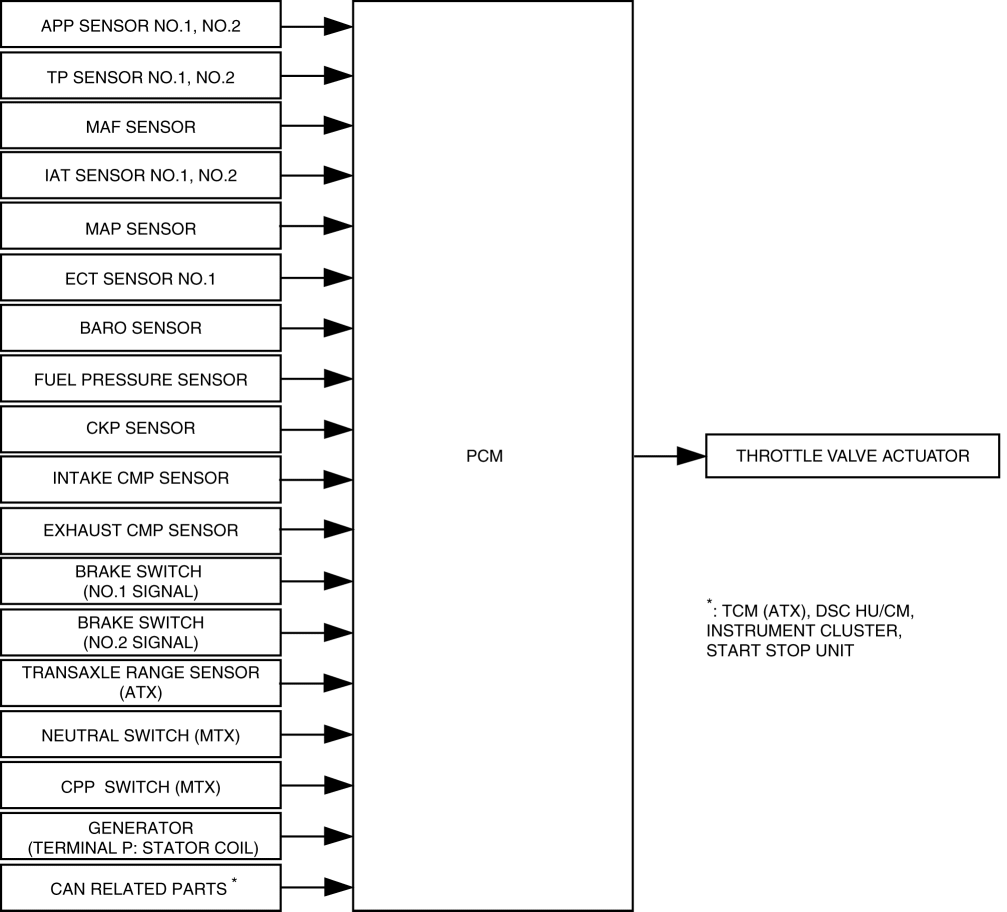 APP SENSOR NO.1, NO.2
TP SENSOR NO.1, NO.2
MAF SENSOR
IAT SENSOR NO.1, NO.2
MAP SENSOR
ECT SENSOR NO.1
BARO SENSOR
FUEL PRESSURE SENSOR
CKP SENSOR
INTAKE CMP SENSOR
EXHAUST CMP SENSOR
BRAKE SWITCH
(NO.1 SIGNAL)
BRAKE SWITCH
(NO.2 SIGNAL)
TRANSAXLE RANGE SENSOR
(ATX)
NEUTRAL SWITCH (MTX)
CPP SWITCH (MTX)
GENERATOR
(TERMINAL P: STATOR COIL)
CAN RELATED PARTS *
PCM
THROTTLE VALVE ACTUATOR
*: TCM (ATX), DSC HU/CM,
INSTRUMENT CLUSTER,
START STOP UNIT